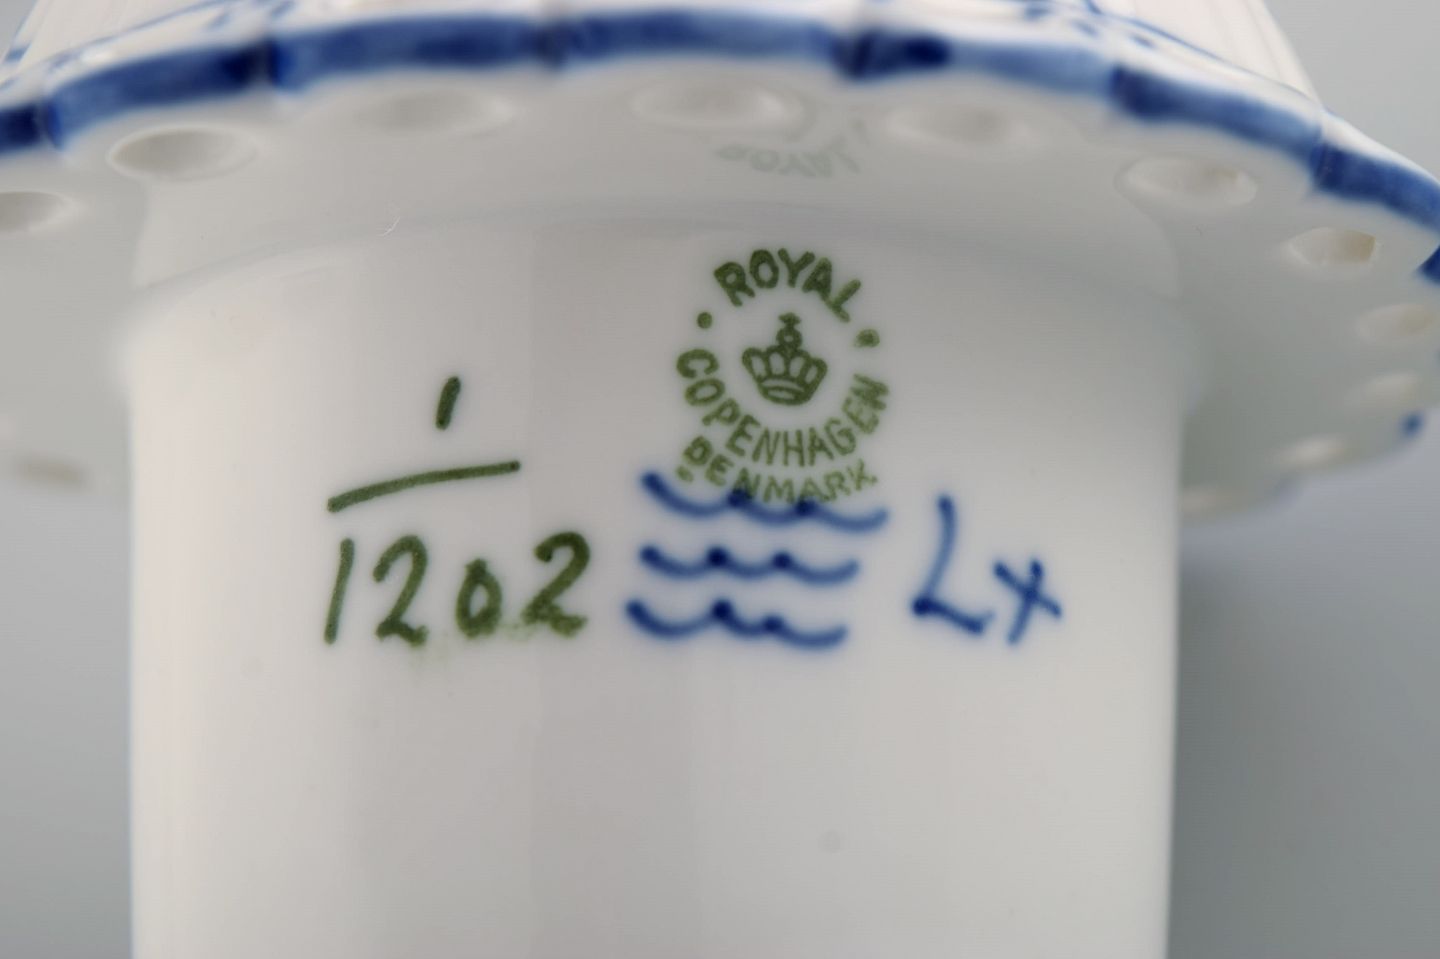 ROYAL
COPENHAGEN
DENMARK
1
1202
Lx